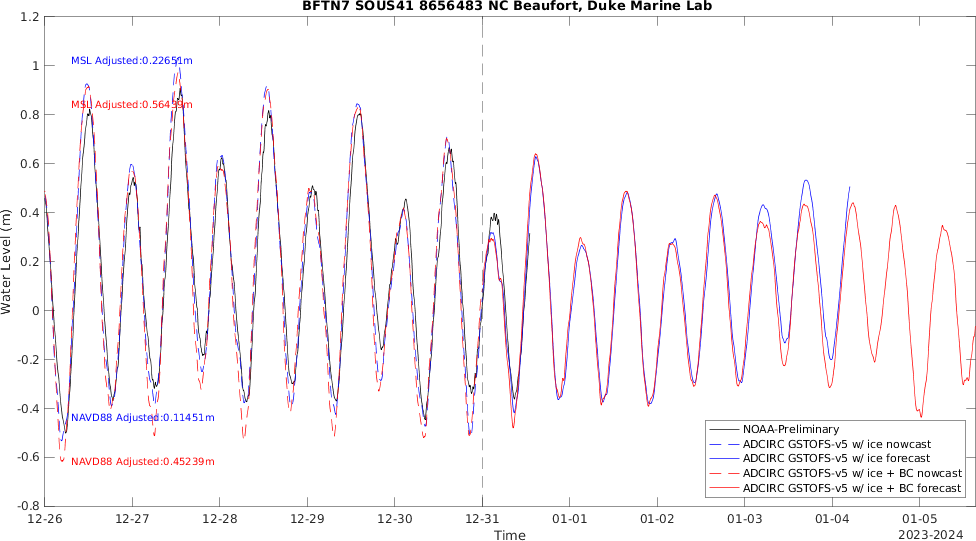 BFTN7 SOUS41 8656483 NC Beaufort, Duke Marine Lab
1.2
1
0.8
0.6
0.4
0.2
0
-0.2
-0.4
-0.6
-0.8
Water Level (m)
MSL Adjusted:0.22651m
MSL Adjusted:0.56439m
NAVD88 Adjusted:0.11451m
NAVD88 Adjusted:0.45239m
NOAA-Preliminary
ADCIRC GSTOFS-v5 w/ ice nowcast
ADCIRC GSTOFS-v5 w/ ice forecast
ADCIRC GSTOFS-v5 w/ ice + BC nowcast
ADCIRC GSTOFS-v5 w/ ice + BC forecast
12-26 12-27 12-28 12-29 12-30 12-31 01-01 01-02 01-03 01-04 01-05
Time
2023-2024